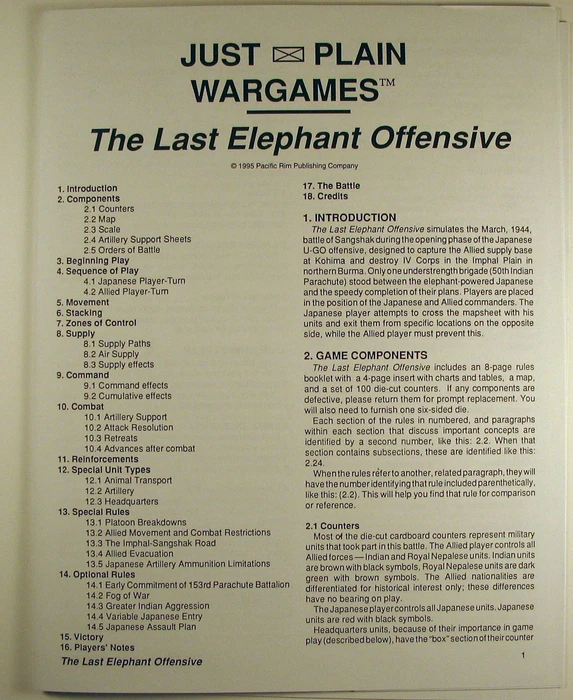 JUST PLAIN
WARGAMES™
The Last Elephant Offensive
© 1995 Pacific Rim Publishing Company
1. Introduction
2. Components
2.1 Counters
2.2 Map
2.3 Scale
2.4 Artillery Support Sheets
2.5 Orders of Battle
3. Beginning Play
4. Sequence of Play
4.1 Japanese Player-Turn
4.2 Allied Player-Turn
5. Movement
6. Stacking
7. Zones of Control
8. Supply
8.1 Supply Paths
8.2 Air Supply
8.3 Supply effects
9. Command
9.1 Command effects
9.2 Cumulative effects
10. Combat
10.1 Artillery Support
10.2 Attack Resolution
10.3 Retreats
10.4 Advances after combat
11. Reinforcements
12. Special Unit Types
12.1 Animal Transport
12.2 Artillery
12.3 Headquarters
13. Special Rules
13.1 Platoon Breakdowns
13.2 Allied Movement and Combat Restrictions
13.3 The Imphal-Sangshak Road
13.4 Allied Evacuation
13.5 Japanese Artillery Ammunition Limitations
14. Optional Rules
14.1 Early Commitment of 153rd Parachute Battalion
14.2 Fog of War
14.3 Greater Indian Aggression
14.4 Variable Japanese Entry
14.5 Japanese Assault Plan
15. Victory
16. Players' Notes
17. The Battle
18. Credits
1. INTRODUCTION
The Last Elephant Offensive simulates the March, 1944,
battle of Sangshak during the opening phase of the Japanese
U-GO offensive, designed to capture the Allied supply base
at Kohima and destroy IV Corps in the Imphal Plain in
northern Burma. Only one understrength brigade (50th Indian
Parachute) stood between the elephant-powered Japanese
and the speedy completion of their plans. Players are placed
in the position of the Japanese and Allied commanders. The
Japanese player attempts to cross the mapsheet with his
units and exit them from specific locations on the opposite
side, while the Allied player must prevent this.
2. GAME COMPONENTS
The Last Elephant Offensive includes an 8-page rules
booklet with a 4-page insert with charts and tables, a map,
and a set of 100 die-cut counters. If any components are
defective, please return them for prompt replacement. You
will also need to furnish one six-sided die.
Each section of the rules in numbered, and paragraphs
within each section that discuss important concepts are
identified by a second number, like this: 2.2. When that
section contains subsections, these are identified like this:
2.24.
When the rules refer to another, related paragraph, they will
have the number identifying that rule included parenthetically,
like this: (2.2). This will help you find that rule for comparison
or reference.
2.1 Counters
Most of the die-cut cardboard counters represent military
units that took part in this battle. The Allied player controls all
Allied forces — Indian and Royal Nepalese units. Indian units
are brown with black symbols, Royal Nepalese units are dark
green with brown symbols. The Allied nationalities are
differentiated for historical interest only; these differences
have no bearing on play.
The Japanese player controls all Japanese units. Japanese
units are red with black symbols.
Headquarters units, because of their importance in game
play (described below), have the "box" section of their counter
The Last Elephant Offensive
1